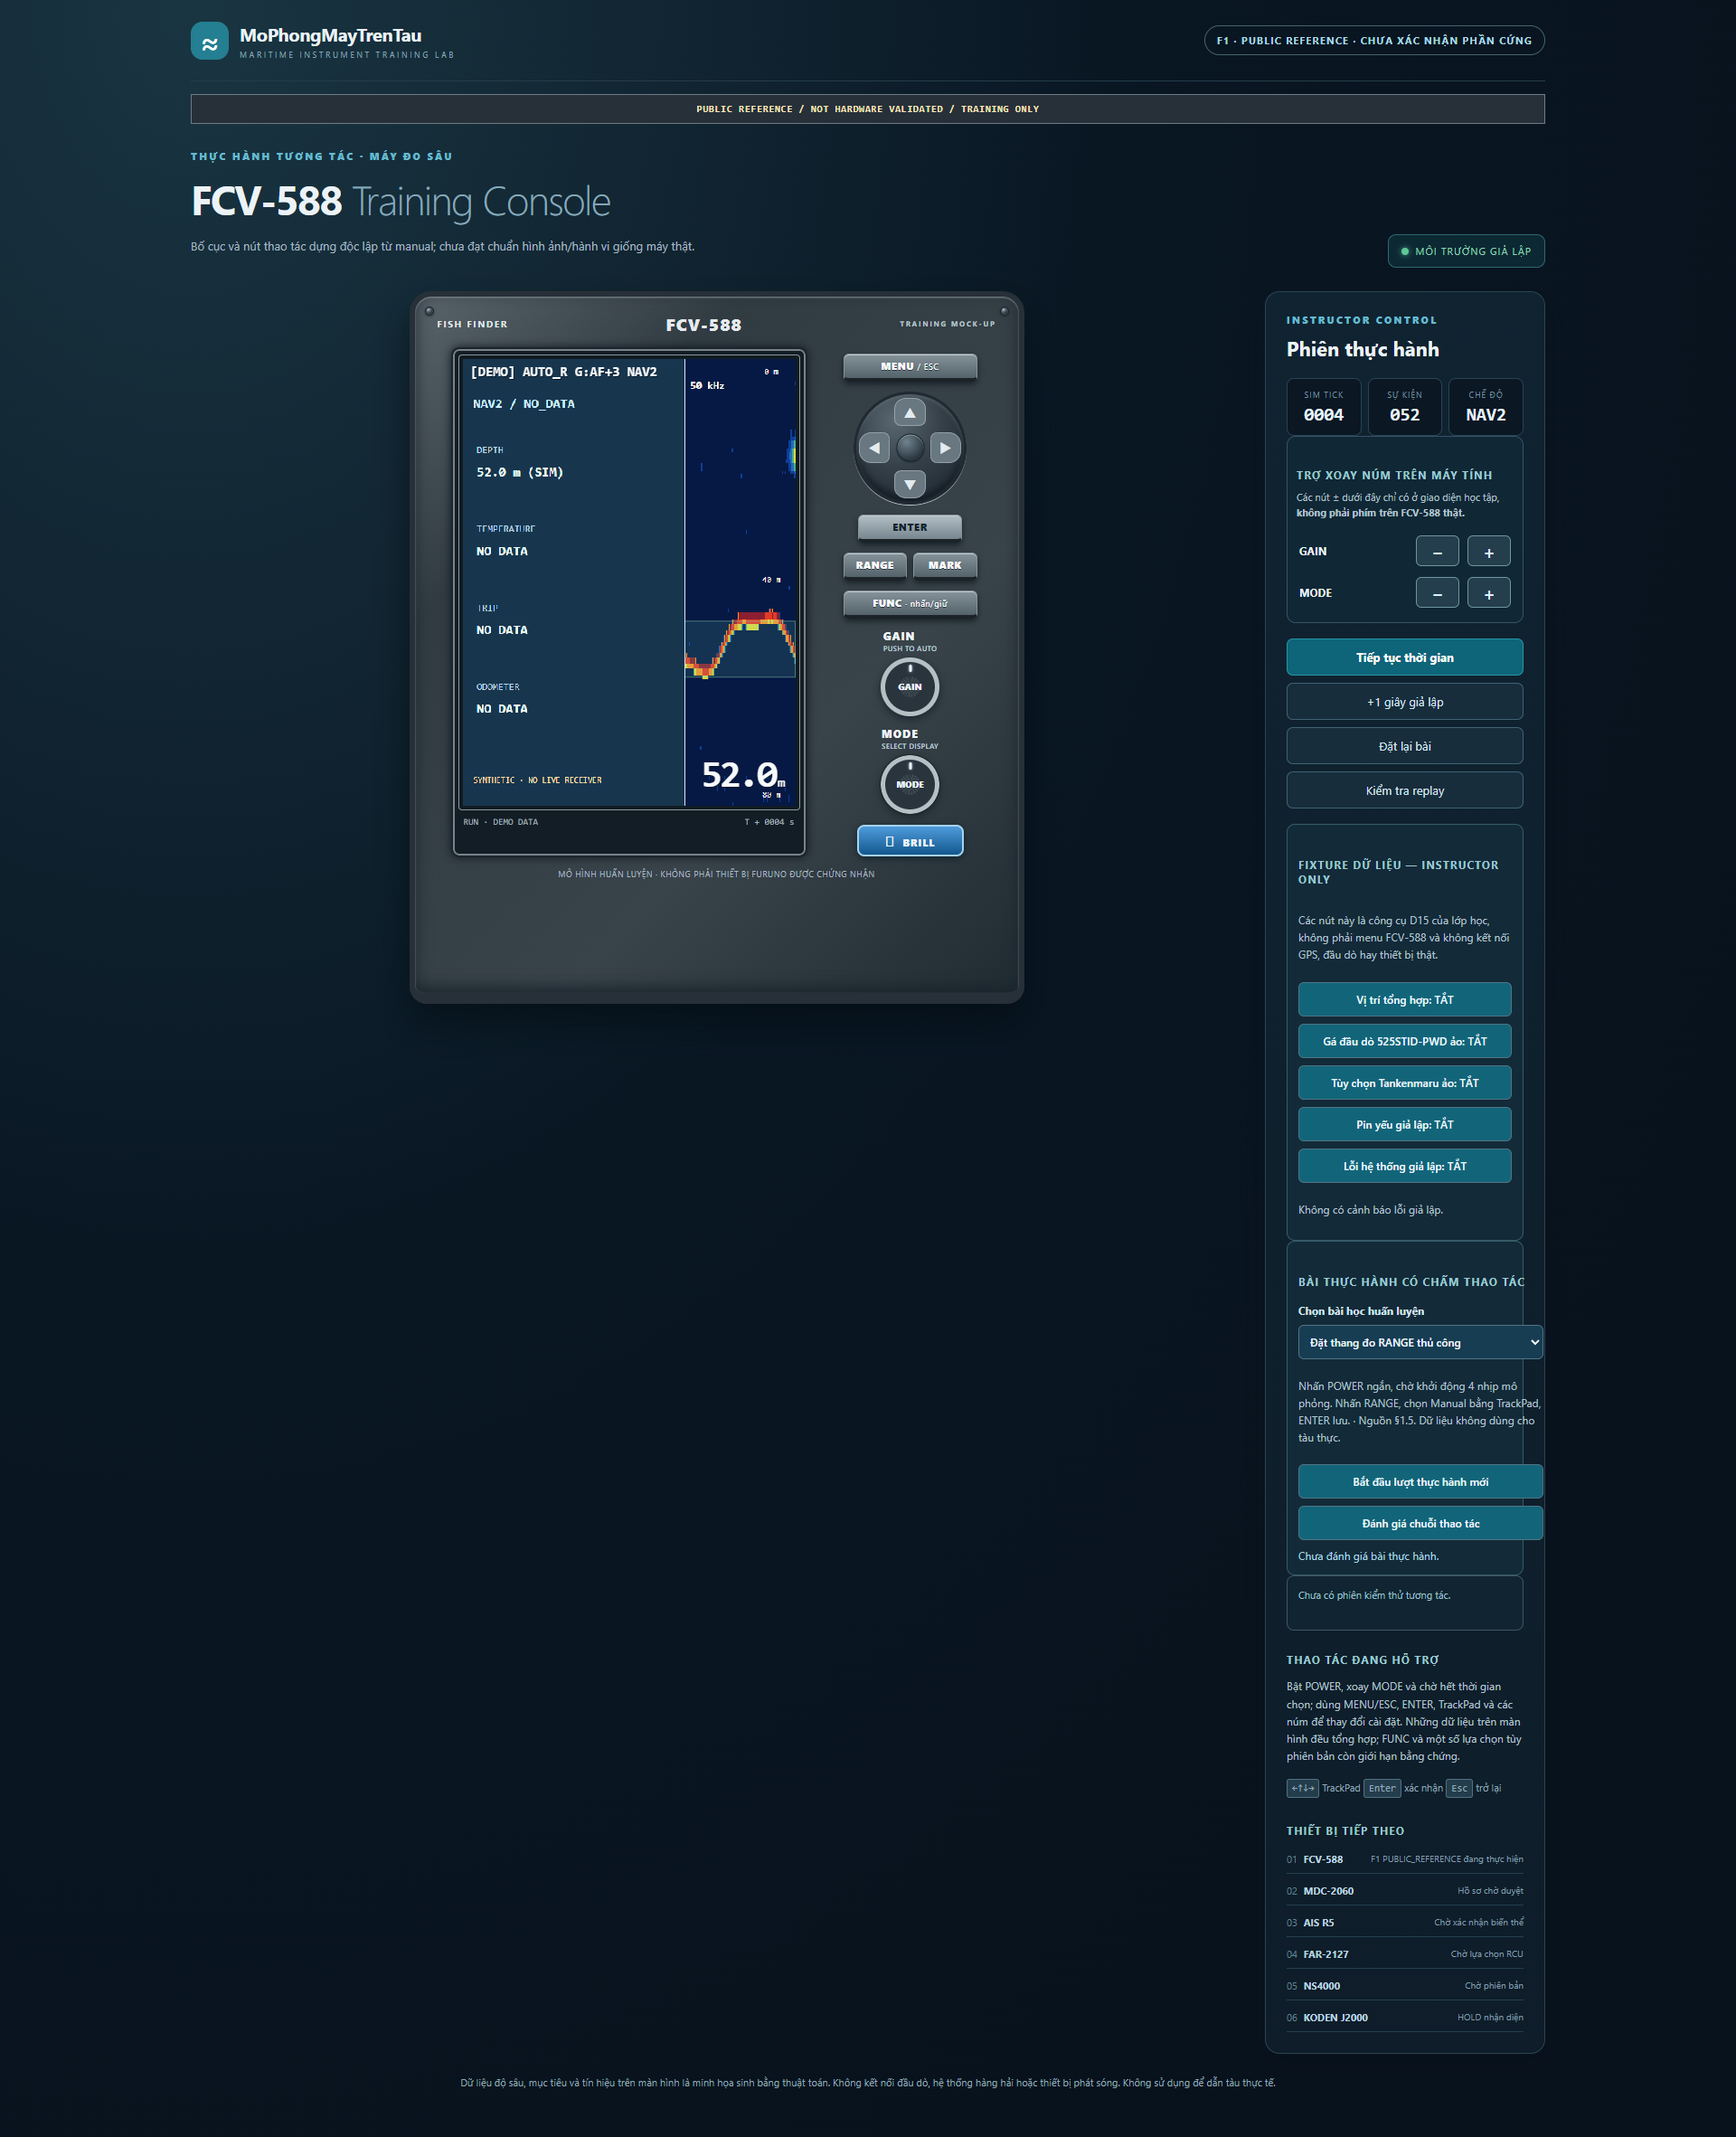 ≈ MoPhongMayTrenTau
MARITIME INSTRUMENT TRAINING LAB
F1 · PUBLIC REFERENCE · CHƯA XÁC NHẬN PHẦN CỨNG
PUBLIC REFERENCE / NOT HARDWARE VALIDATED / TRAINING ONLY
THỰC HÀNH TƯƠNG TÁC · MÁY ĐO SÂU
FCV-588 Training Console
Bố cục và nút thao tác dựng độc lập từ manual; chưa đạt chuẩn hình ảnh/hành vi giống máy thật.
MÔI TRƯỜNG GIẢ LẬP
FISH FINDER
FCV-588
TRAINING MOCK-UP
[DEMO] AUTO_R G:AF+3 NAV2
0 m
50 kHz
NAV2 / NO_DATA
DEPTH
52.0 m (SIM)
TEMPERATURE
NO DATA
40 m
TRIP
NO DATA
ODOMETER
NO DATA
52.0m
80 m
SYNTHETIC · NO LIVE RECEIVER
RUN · DEMO DATA
T + 0004 s
MENU / ESC
▲
◀ ▶
▼
ENTER
RANGE MARK
FUNC · nhấn/giữ
GAIN
PUSH TO AUTO
GAIN
MODE
SELECT DISPLAY
MODE
BRILL
MÔ HÌNH HUẤN LUYỆN · KHÔNG PHẢI THIẾT BỊ FURUNO ĐƯỢC CHỨNG NHẬN
INSTRUCTOR CONTROL
Phiên thực hành
SIM TICK
0004
SỰ KIỆN
052
CHẾ ĐỘ
NAV2
TRỢ XOAY NÚM TRÊN MÁY TÍNH
Các nút ± dưới đây chỉ có ở giao diện học tập,
không phải phím trên FCV-588 thật.
GAIN − +
MODE − +
Tiếp tục thời gian
+1 giây giả lập
Đặt lại bài
Kiểm tra replay
FIXTURE DỮ LIỆU — INSTRUCTOR
ONLY
Các nút này là công cụ D15 của lớp học,
không phải menu FCV-588 và không kết nối
GPS, đầu dò hay thiết bị thật.
Vị trí tổng hợp: TẮT
Gá đầu dò 525STID-PWD ảo: TẮT
Tùy chọn Tankenmaru ảo: TẮT
Pin yếu giả lập: TẮT
Lỗi hệ thống giả lập: TẮT
Không có cảnh báo lỗi giả lập.
BÀI THỰC HÀNH CÓ CHẤM THAO TÁC
Chọn bài học huấn luyện
Đặt thang đo RANGE thủ công
Nhấn POWER ngắn, chờ khởi động 4 nhịp mô
phỏng. Nhấn RANGE, chọn Manual bằng TrackPad,
ENTER lưu. · Nguồn §1.5. Dữ liệu không dùng cho
tàu thực.
Bắt đầu lượt thực hành mới
Đánh giá chuỗi thao tác
Chưa đánh giá bài thực hành.
Chưa có phiên kiểm thử tương tác.
THAO TÁC ĐANG HỖ TRỢ
Bật POWER, xoay MODE và chờ hết thời gian
chọn; dùng MENU/ESC, ENTER, TrackPad và các
núm để thay đổi cài đặt. Những dữ liệu trên màn
hình đều tổng hợp; FUNC và một số lựa chọn tùy
phiên bản còn giới hạn bằng chứng.
←↑↓→ TrackPad Enter xác nhận Esc trở lại
THIẾT BỊ TIẾP THEO
01 FCV-588 F1 PUBLIC_REFERENCE đang thực hiện
02 MDC-2060 Hồ sơ chờ duyệt
03 AIS R5 Chờ xác nhận biến thể
04 FAR-2127 Chờ lựa chọn RCU
05 NS4000 Chờ phiên bản
06 KODEN J2000 HOLD nhận diện
Dữ liệu độ sâu, mục tiêu và tín hiệu trên màn hình là minh họa sinh bằng thuật toán. Không kết nối đầu dò, hệ thống hàng hải hoặc thiết bị phát sóng. Không sử dụng để dẫn tàu thực tế.